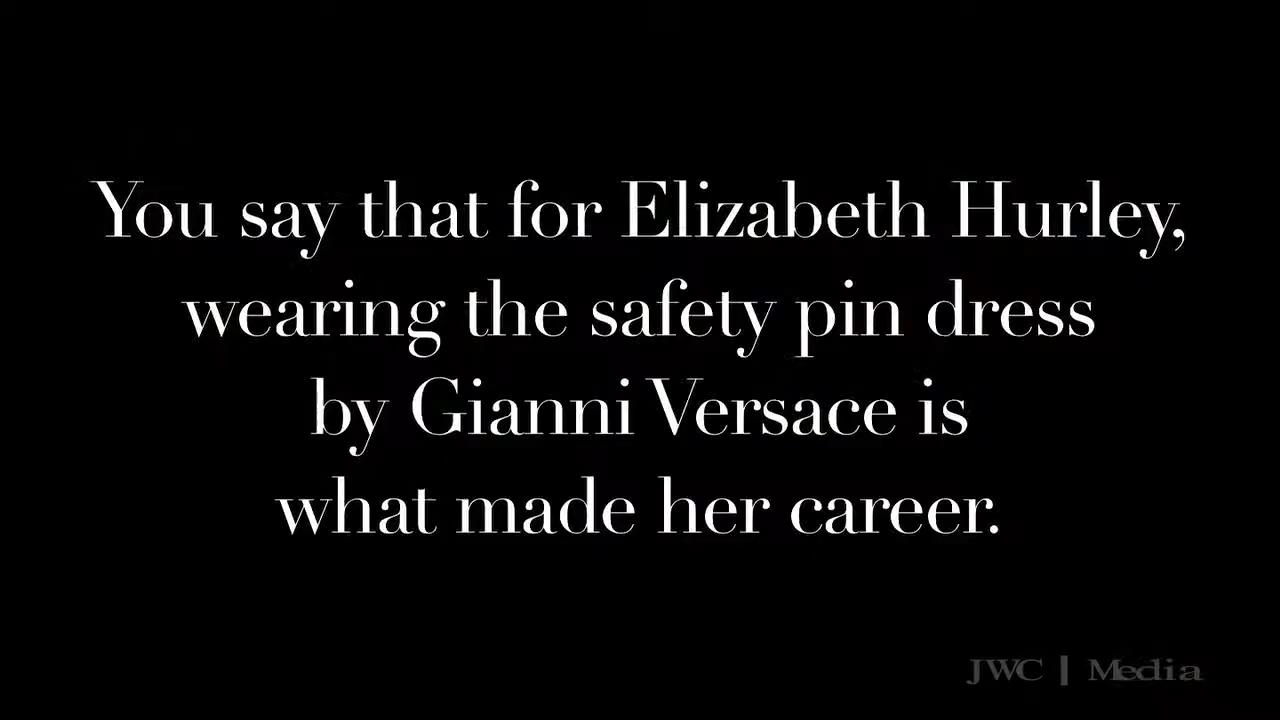 You say that for Elizabeth Hurley,
wearing the safety pin dress
by Gianni Versace is
what made her career.
JWC | Media